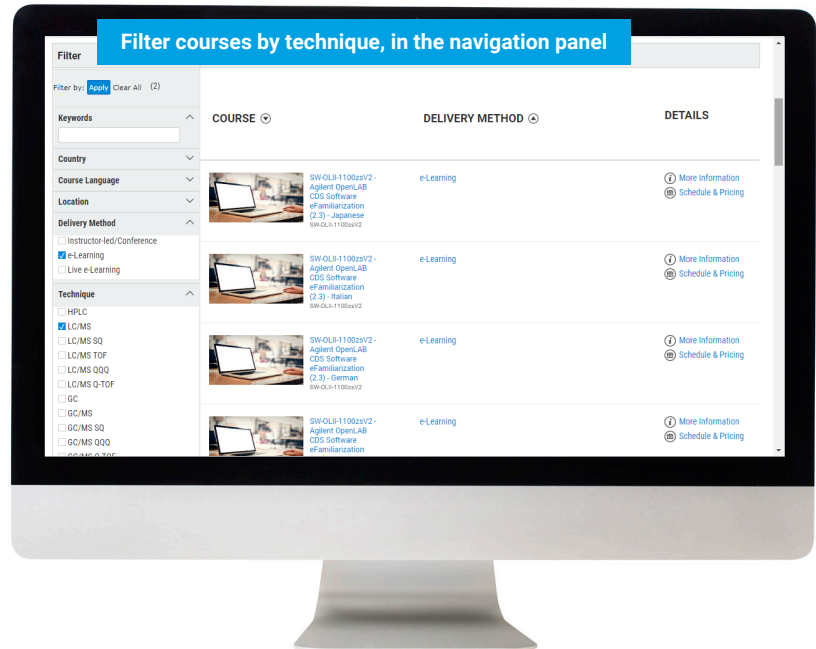 Filter courses by technique, in the navigation panel
Filter
Filter by: Apply Clear All (2)
Keywords
Country
Course Language
Location
Delivery Method
Instructor-led/Conference
e-Learning
Live e-Learning
Technique
HPLC
LC/MS
LC/MS SQ
LC/MS TOF
LC/MS QQQ
LC/MS Q-TOF
GC
GC/MS
GC/MS SQ
GC/MS QQQ
GC/MS Q-TOF
COURSE DELIVERY METHOD DETAILS
SW-OLII-1100zsV2 -
Agilent OpenLAB
CDS Software
eFamiliarization
(2.3) - Japanese
SW-OLII-1100zsV2
e-Learning
More Information
Schedule & Pricing
SW-OLII-1100zsV2 -
Agilent OpenLAB
CDS Software
eFamiliarization
(2.3) - Italian
SW-OLII-1100zsV2
e-Learning
More Information
Schedule & Pricing
SW-OLII-1100zsV2 -
Agilent OpenLAB
CDS Software
eFamiliarization
(2.3) - German
SW-OLII-1100zsV2
e-Learning
More Information
Schedule & Pricing
SW-OLII-1100zsV2 -
Agilent OpenLAB
CDS Software
eFamiliarization
e-Learning
More Information
Schedule & Pricing